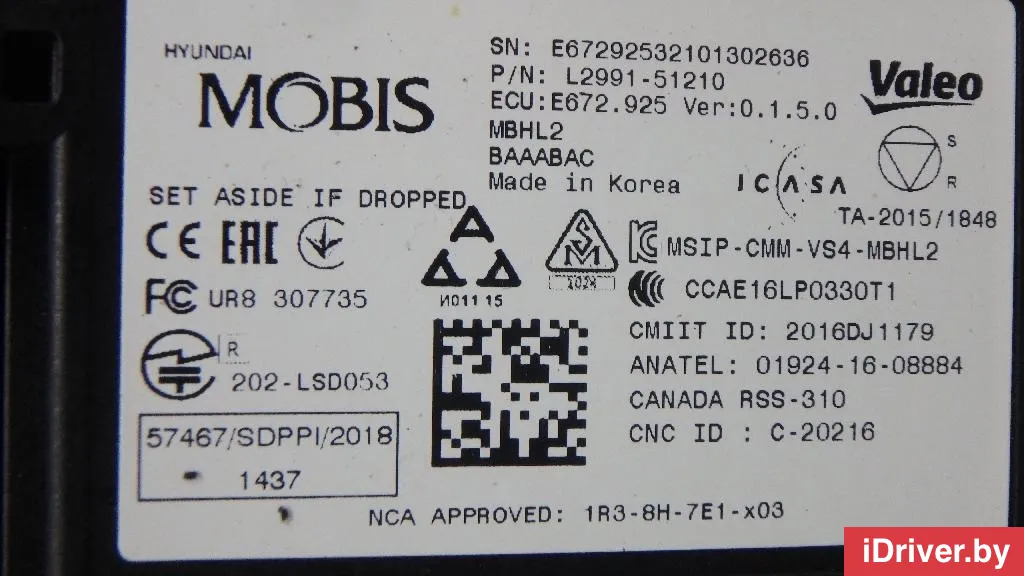 HYUNDAI
MOBIS
SN: E67292532101302636
P/N: L2991-51210
ECU:E672.925 Ver:0.1.5.0
MBHL2
BAAABAC
Made in Korea
Valeo
ICASA
S
R
TA-2015/1848
SET ASIDE IF DROPPED
CE EAC
FC UR8 307735
И011 15
SM
1024
KC MSIP-CMM-VS4-MBHL2
CCAE16LP0330T1
R
202-LSD053
CMIIT ID: 2016DJ1179
ANATEL: 01924-16-08884
CANADA RSS-310
CNC ID : C-20216
57467/SDPPI/2018
1437
NCA APPROVED: 1R3-8H-7E1-x03
iDriver.by